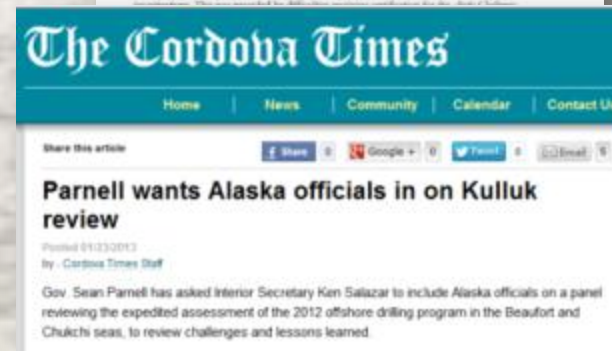 The Cordova Times
Home | News | Community | Calendar | Contact Us
Share this article
Share 0 Google + 0 Tweet 0 Email
Parnell wants Alaska officials in on Kulluk
review
Posted 01/23/2013
by . Cordova Times Staff
Gov. Sean Parnell has asked Interior Secretary Ken Salazar to include Alaska officials on a panel
reviewing the expedited assessment of the 2012 offshore drilling program in the Beaufort and
Chukchi seas, to review challenges and lessons learned.